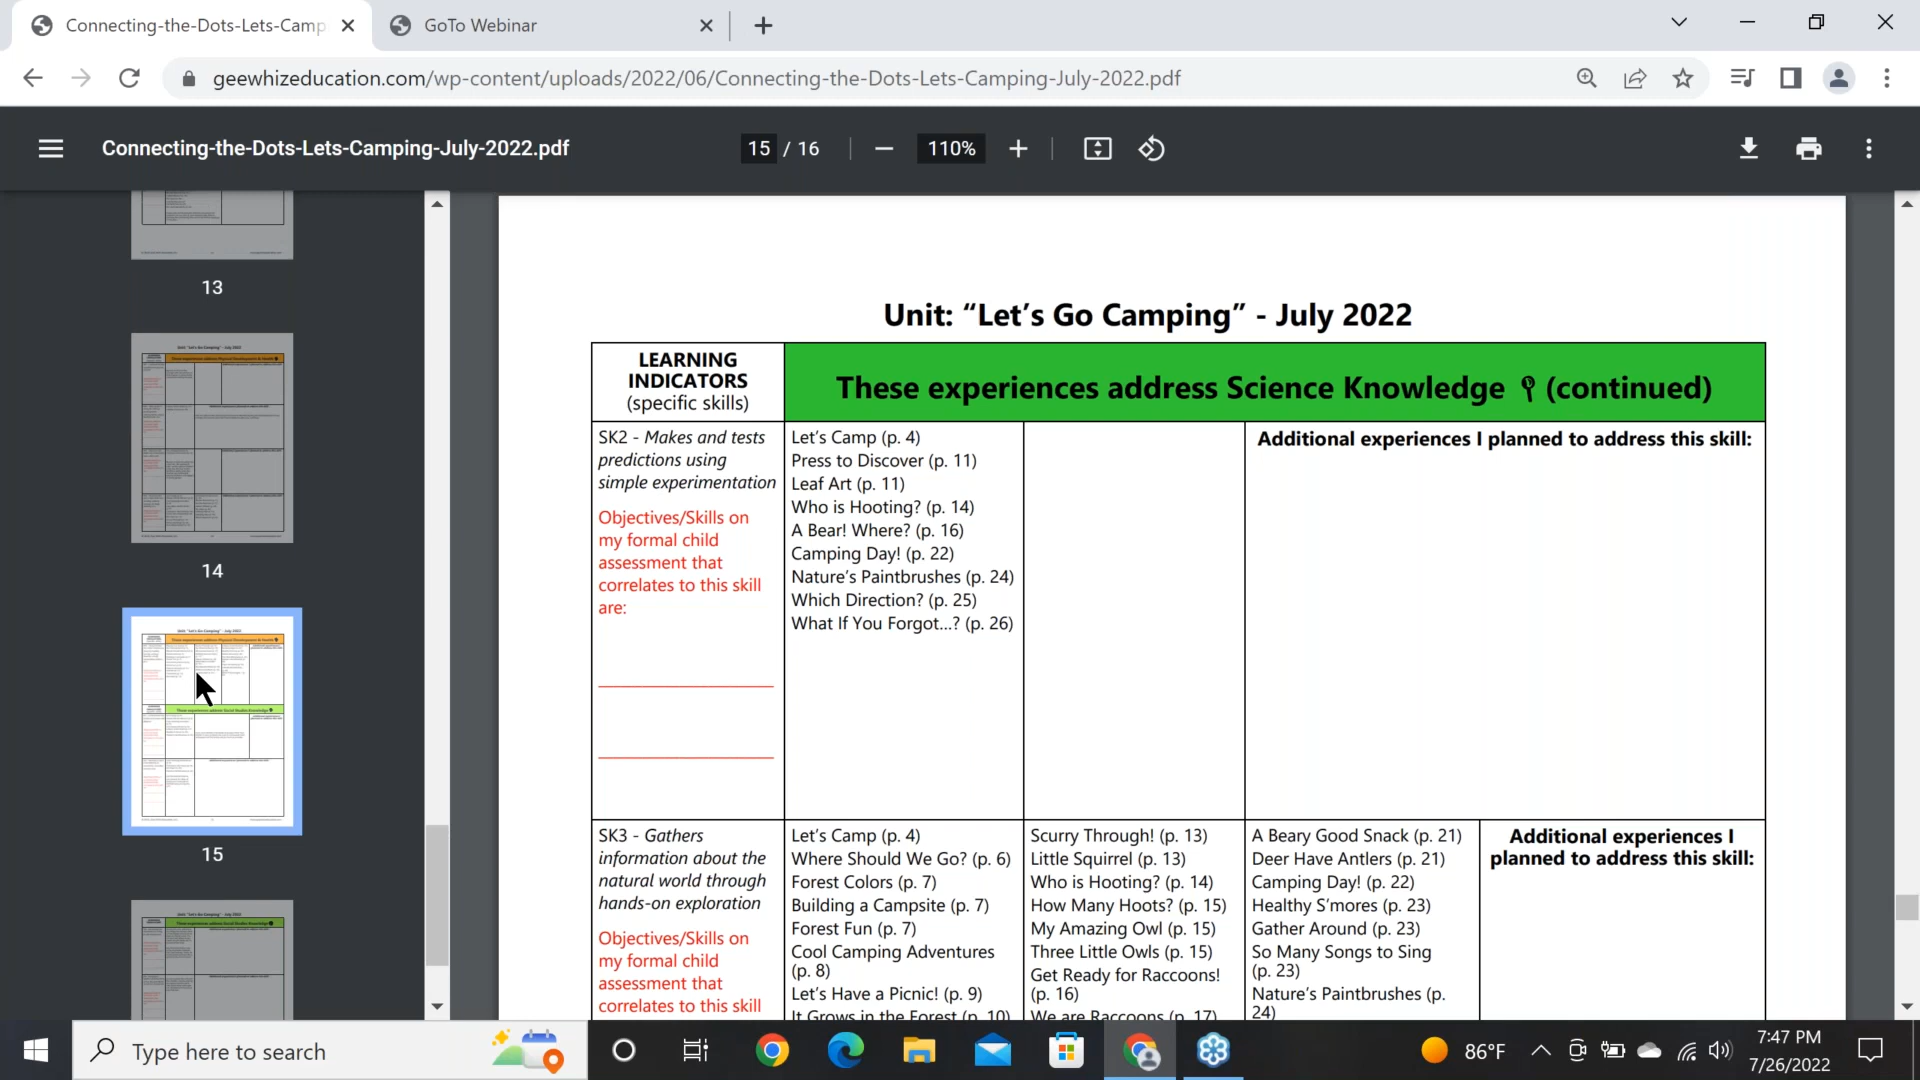 Connecting-the-Dots-Lets-Camp
GoTo Webinar
geewhizeducation.com/wp-content/uploads/2022/06/Connecting-the-Dots-Lets-Camping-July-2022.pdf
Connecting-the-Dots-Lets-Camping-July-2022.pdf
15 / 16
110%
13
14
15
Unit: “Let’s Go Camping” - July 2022
LEARNING
INDICATORS
(specific skills)
These experiences address Science Knowledge (continued)
SK2 - Makes and tests
predictions using
simple experimentation
Objectives/Skills on
my formal child
assessment that
correlates to this skill
are:
Let’s Camp (p. 4)
Press to Discover (p. 11)
Leaf Art (p. 11)
Who is Hooting? (p. 14)
A Bear! Where? (p. 16)
Camping Day! (p. 22)
Nature’s Paintbrushes (p. 24)
Which Direction? (p. 25)
What If You Forgot...? (p. 26)
Additional experiences I planned to address this skill:
SK3 - Gathers
information about the
natural world through
hands-on exploration
Objectives/Skills on
my formal child
assessment that
correlates to this skill
Let’s Camp (p. 4)
Where Should We Go? (p. 6)
Forest Colors (p. 7)
Building a Campsite (p. 7)
Forest Fun (p. 7)
Cool Camping Adventures
(p. 8)
Let’s Have a Picnic! (p. 9)
It Grows in the Forest (p. 10)
Scurry Through! (p. 13)
Little Squirrel (p. 13)
Who is Hooting? (p. 14)
How Many Hoots? (p. 15)
My Amazing Owl (p. 15)
Three Little Owls (p. 15)
Get Ready for Raccoons!
(p. 16)
We are Raccoons (p. 17)
A Beary Good Snack (p. 21)
Deer Have Antlers (p. 21)
Camping Day! (p. 22)
Healthy S’mores (p. 23)
Gather Around (p. 23)
So Many Songs to Sing
(p. 23)
Nature’s Paintbrushes (p.
24)
Additional experiences I
planned to address this skill:
Type here to search
86°F
7:47 PM
7/26/2022